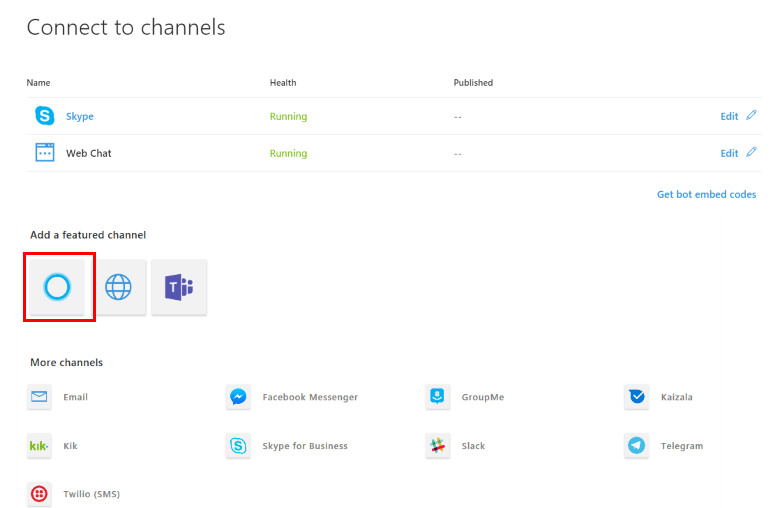 Connect to channels
Name Health Published
Skype Running -- Edit
Web Chat Running -- Edit
Get bot embed codes
Add a featured channel
T
More channels
Email Facebook Messenger GroupMe Kaizala
kik. Kik Skype for Business Slack Telegram
Twilio (SMS)